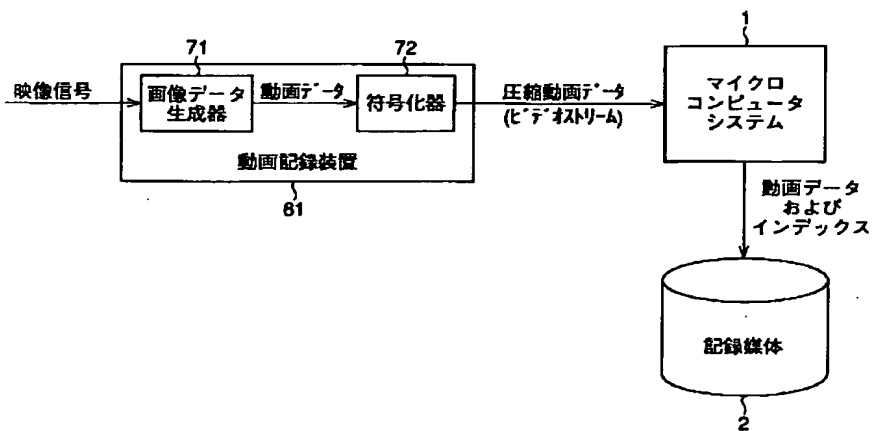 71
72
1
映像信号
画像データ
生成器
動画データ
符号化器
圧縮動画データ
(ビデオストリーム)
マイクロ
コンピュータ
システム
動画記録装置
61
動画データ
および
インデックス
記録媒体
2